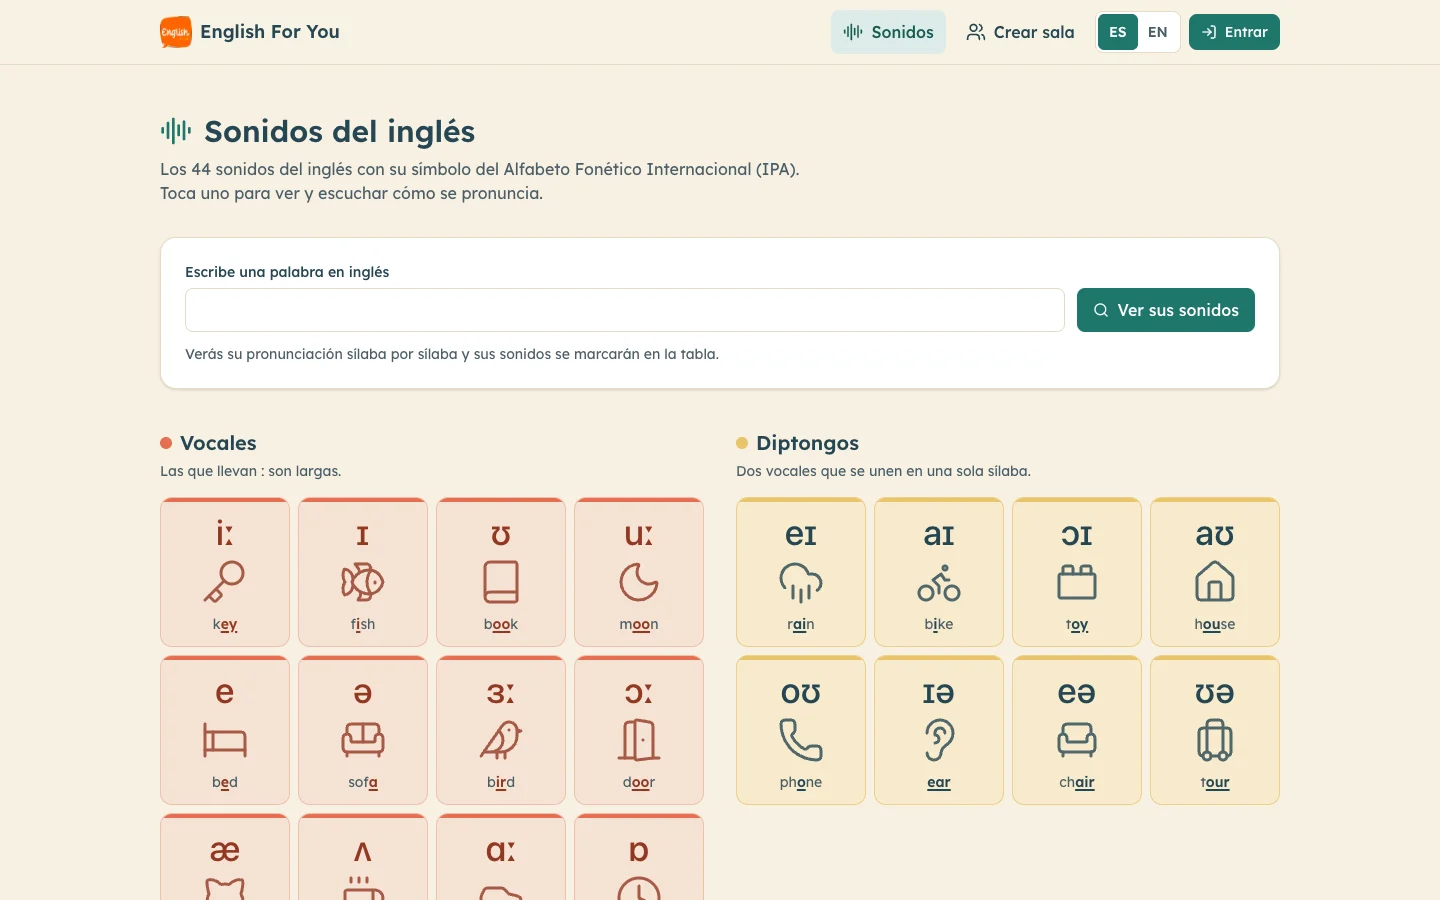 English
English For You
Sonidos
Crear sala
ES
EN
Entrar
Sonidos del inglés
Los 44 sonidos del inglés con su símbolo del Alfabeto Fonético Internacional (IPA).
Toca uno para ver y escuchar cómo se pronuncia.
Escribe una palabra en inglés
Ver sus sonidos
Verás su pronunciación sílaba por sílaba y sus sonidos se marcarán en la tabla.
Vocales
Las que llevan ː son largas.
iː
key
ɪ
fish
ʊ
book
uː
moon
e
bed
ə
sofa
ɜː
bird
ɔː
door
æ
ʌ
ɑː
ɒ
Diptongos
Dos vocales que se unen en una sola sílaba.
eɪ
rain
aɪ
bike
ɔɪ
toy
aʊ
house
oʊ
phone
ɪə
ear
eə
chair
ʊə
tour